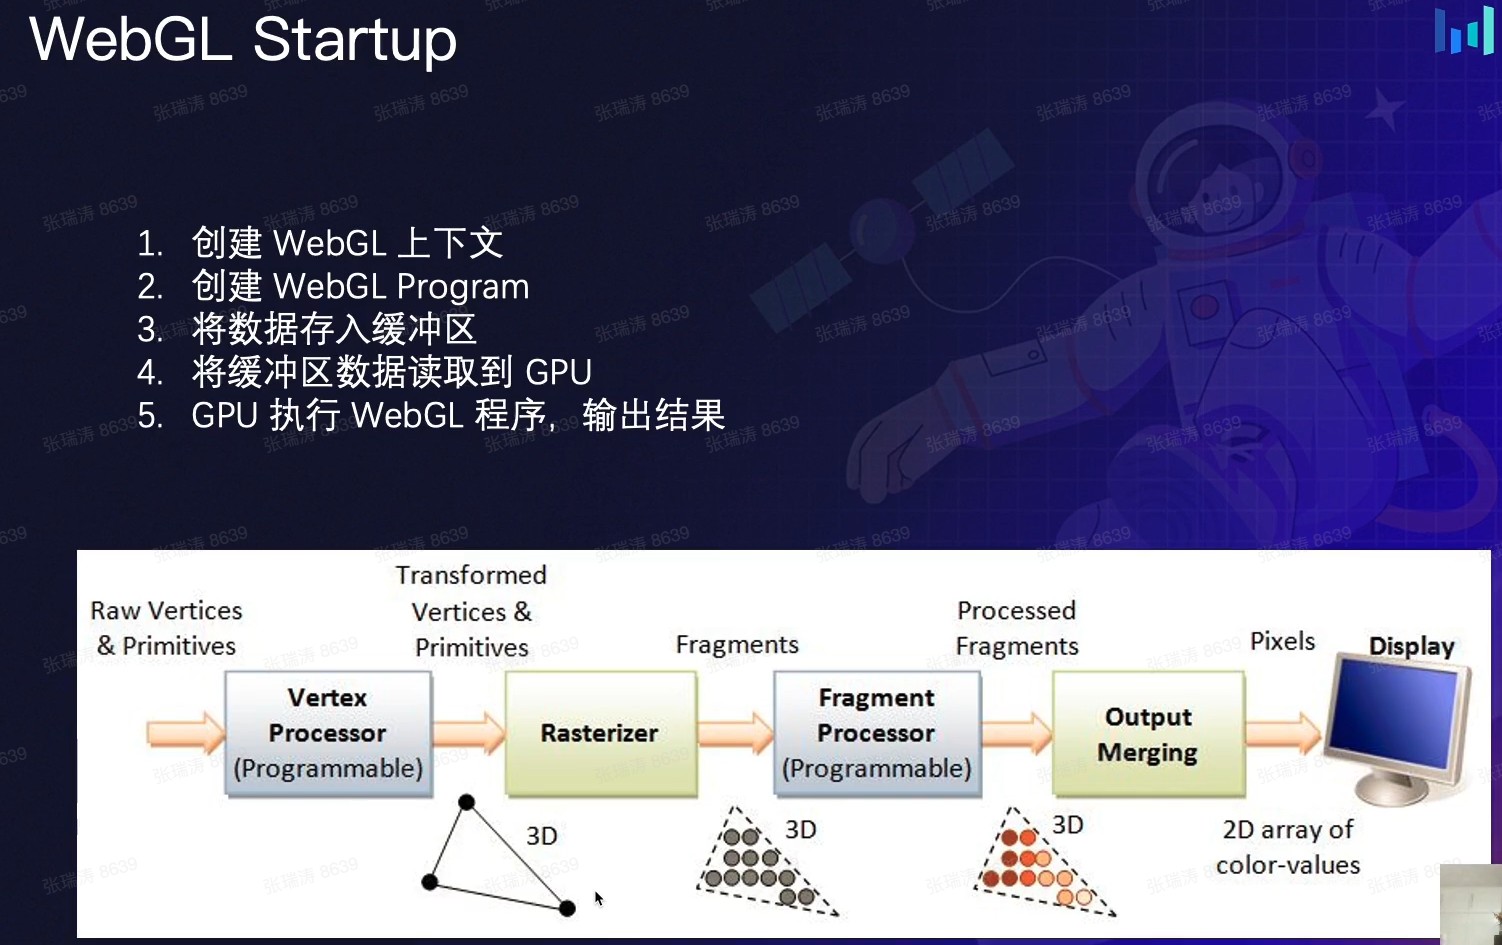 WebGL Startup
1. 创建 WebGL 上下文
2. 创建 WebGL Program
3. 将数据存入缓冲区
4. 将缓冲区数据读取到 GPU
5. GPU 执行 WebGL 程序，输出结果
Raw Vertices
& Primitives
Transformed
Vertices &
Primitives
Fragments
Processed
Fragments
Pixels
Display
Vertex
Processor
(Programmable)
Rasterizer
Fragment
Processor
(Programmable)
Output
Merging
3D
3D
3D
2D array of
color-values
张瑞涛 8639